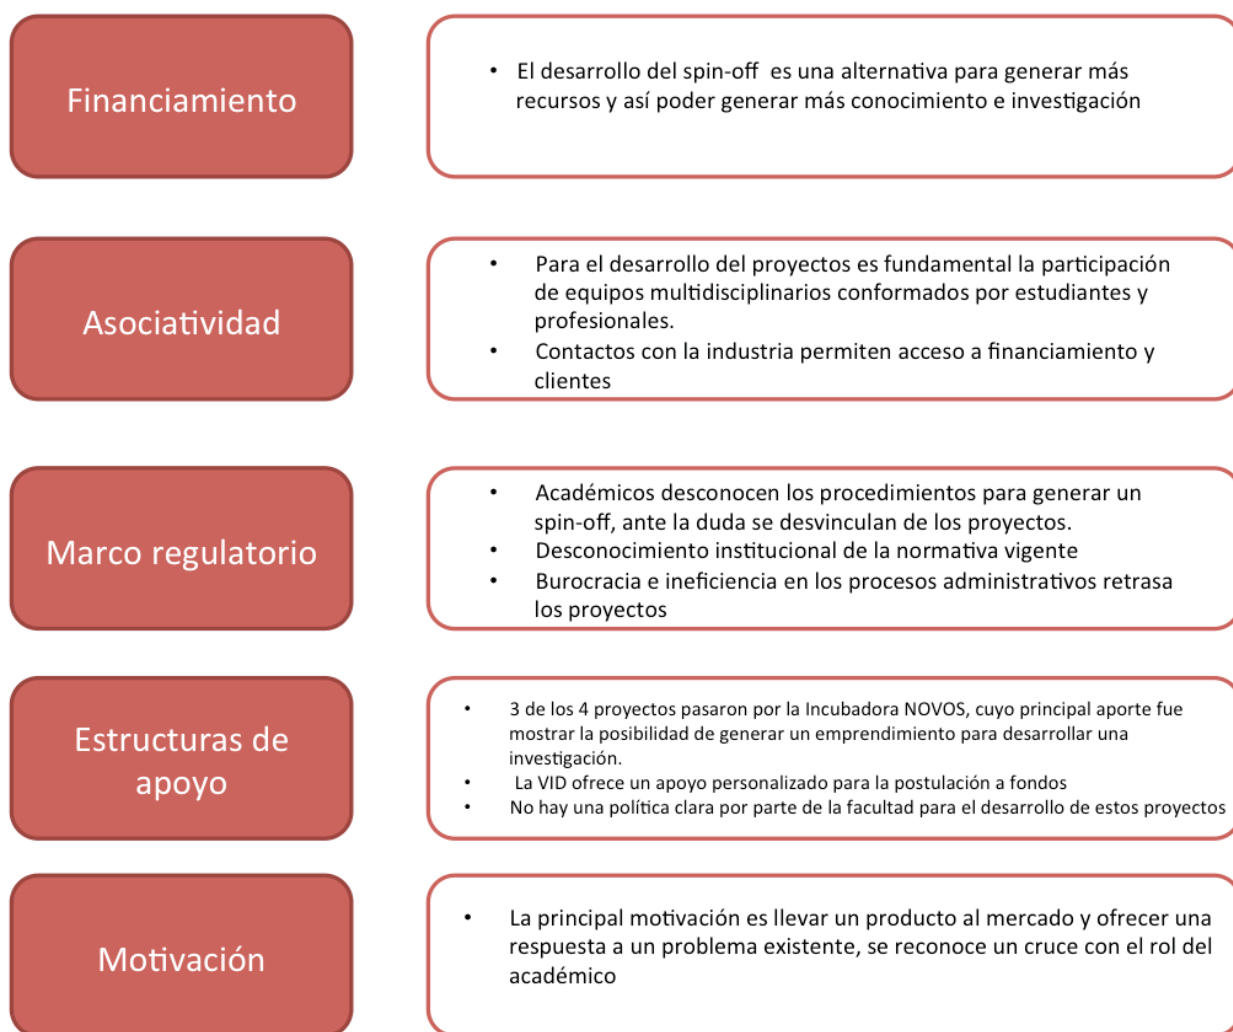 Financiamiento
• El desarrollo del spin-off es una alternativa para generar más
recursos y así poder generar más conocimiento e investigación
Asociatividad
• Para el desarrollo del proyectos es fundamental la participación
de equipos multidisciplinarios conformados por estudiantes y
profesionales.
• Contactos con la industria permiten acceso a financiamiento y
clientes
Marco regulatorio
• Académicos desconocen los procedimientos para generar un
spin-off, ante la duda se desvinculan de los proyectos.
• Desconocimiento institucional de la normativa vigente
• Burocracia e ineficiencia en los procesos administrativos retrasa
los proyectos
Estructuras de
apoyo
• 3 de los 4 proyectos pasaron por la Incubadora NOVOS, cuyo principal aporte fue
mostrar la posibilidad de generar un emprendimiento para desarrollar una
investigación.
• La VID ofrece un apoyo personalizado para la postulación a fondos
• No hay una política clara por parte de la facultad para el desarrollo de estos proyectos
Motivación
• La principal motivación es llevar un producto al mercado y ofrecer una
respuesta a un problema existente, se reconoce un cruce con el rol del
académico